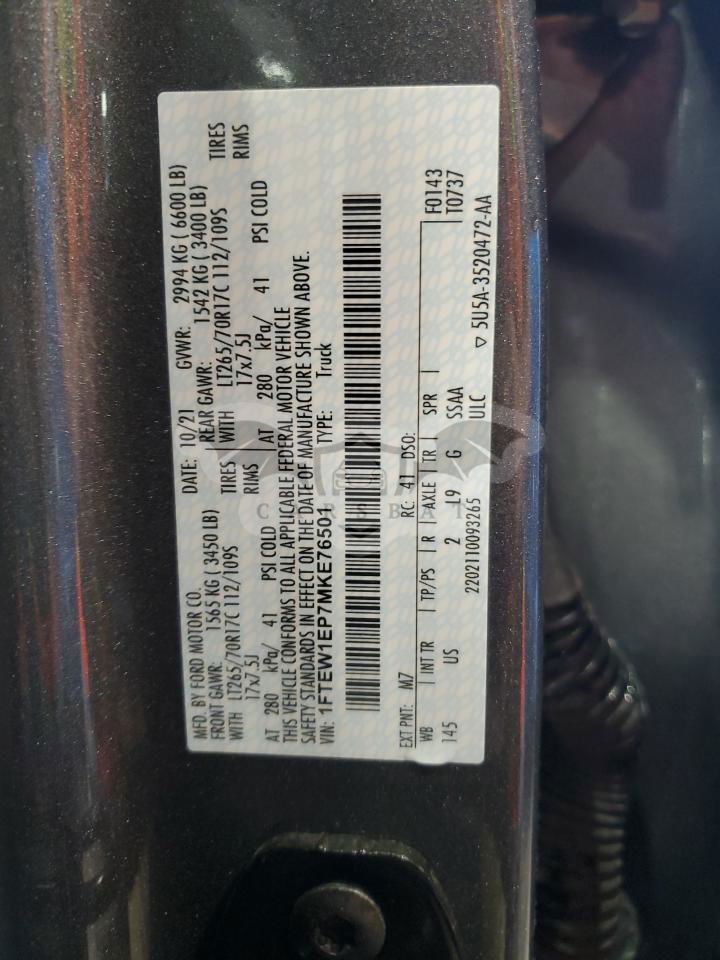 MFD. BY FORD MOTOR CO.
DATE: 10/21 GVWR: 2994 KG ( 6600 LB)
FRONT GAWR: 1565 KG ( 3450 LB) REAR GAWR: 1542 KG ( 3400 LB)
WITH LT265/70R17C 112/109S TIRES WITH LT265/70R17C 112/109S TIRES
17x7.5J RIMS 17x7.5J RIMS
AT 280 kPa/ 41 PSI COLD AT 280 kPa/ 41 PSI COLD
THIS VEHICLE CONFORMS TO ALL APPLICABLE FEDERAL MOTOR VEHICLE
SAFETY STANDARDS IN EFFECT ON THE DATE OF MANUFACTURE SHOWN ABOVE.
VIN: 1FTEW1EP7MKE76501 TYPE: Truck
EXT PNT: M7 RC: 41 DSO:
WB INT TR TP/PS R AXLE TR SPR F0143
145 US 2 L9 G SSAA T0737
2202110093265 ULC
▽ 5U5A-3520472-AA
CARSBAT